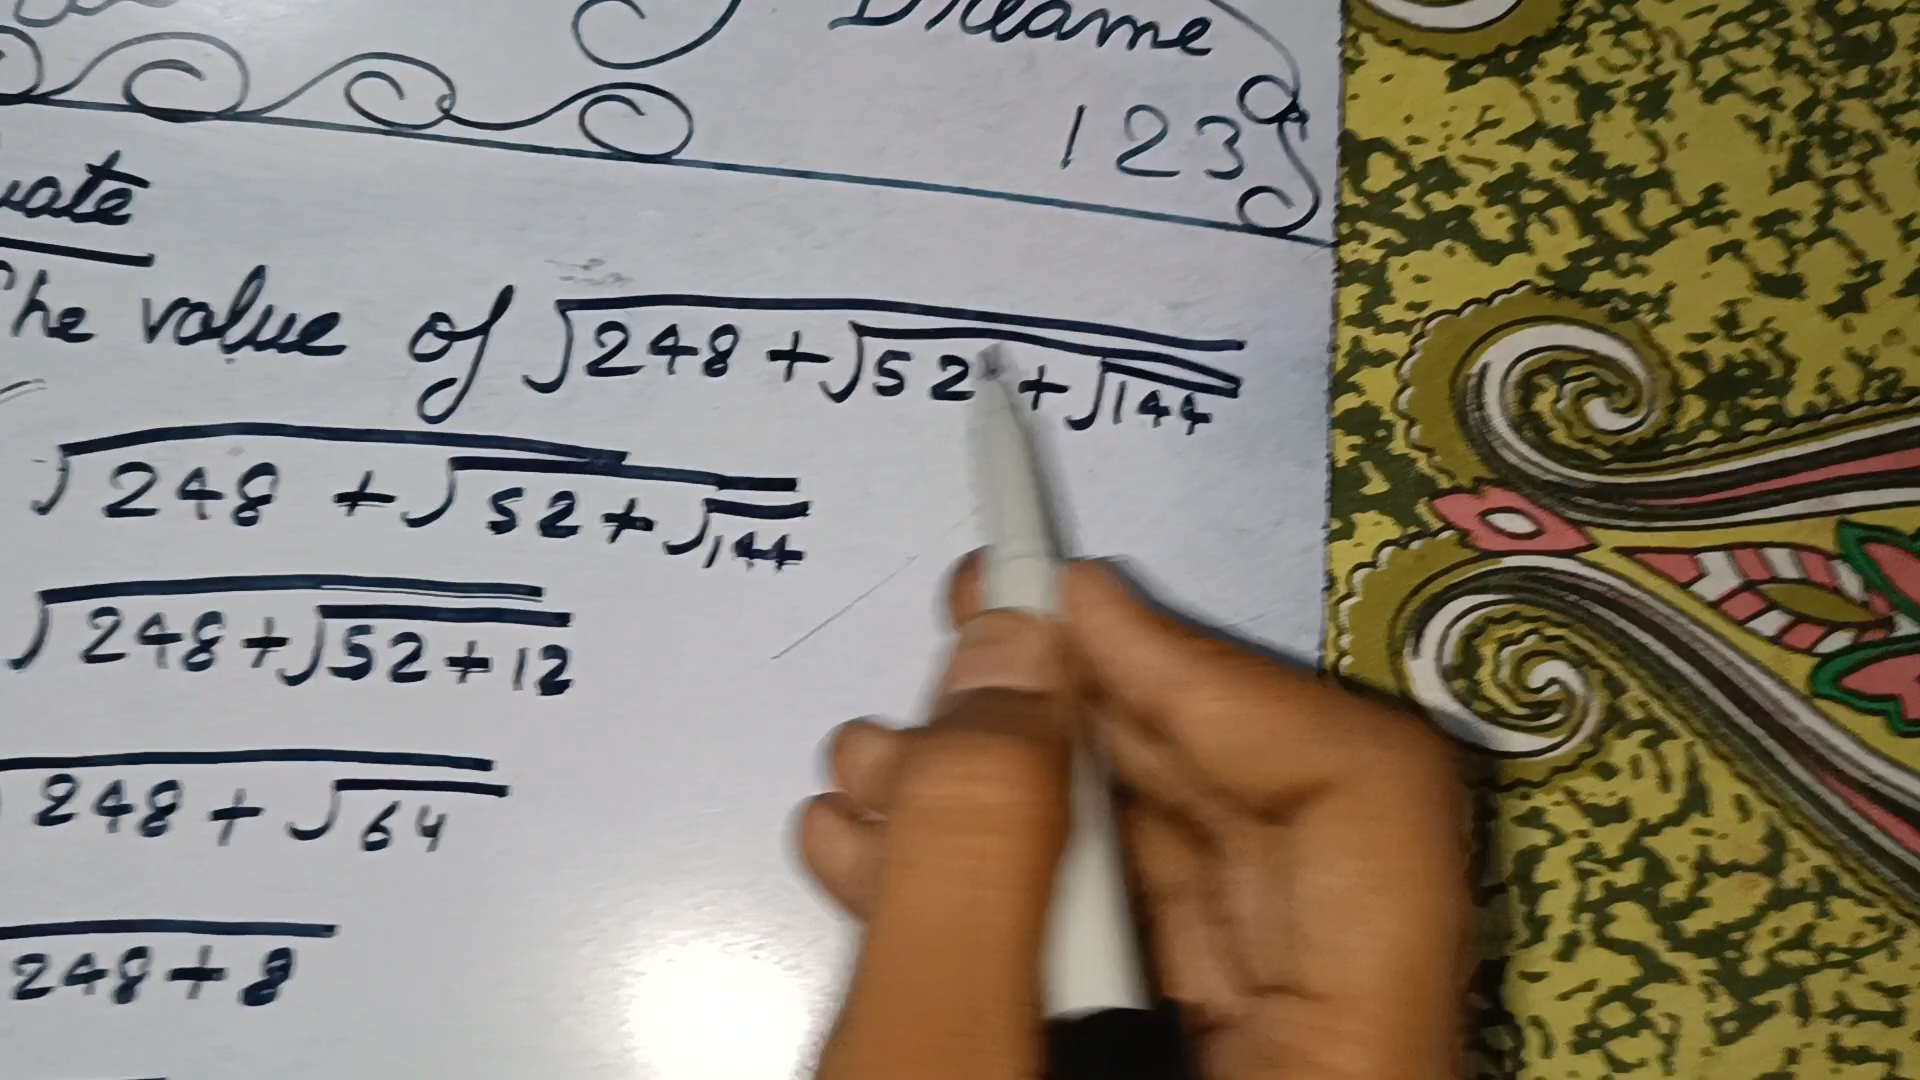 Dreame
123
uate
The value of √248 + √52 + √144
√248 + √52 + √144
√248 + √52 + 12
248 + √64
248 + 8